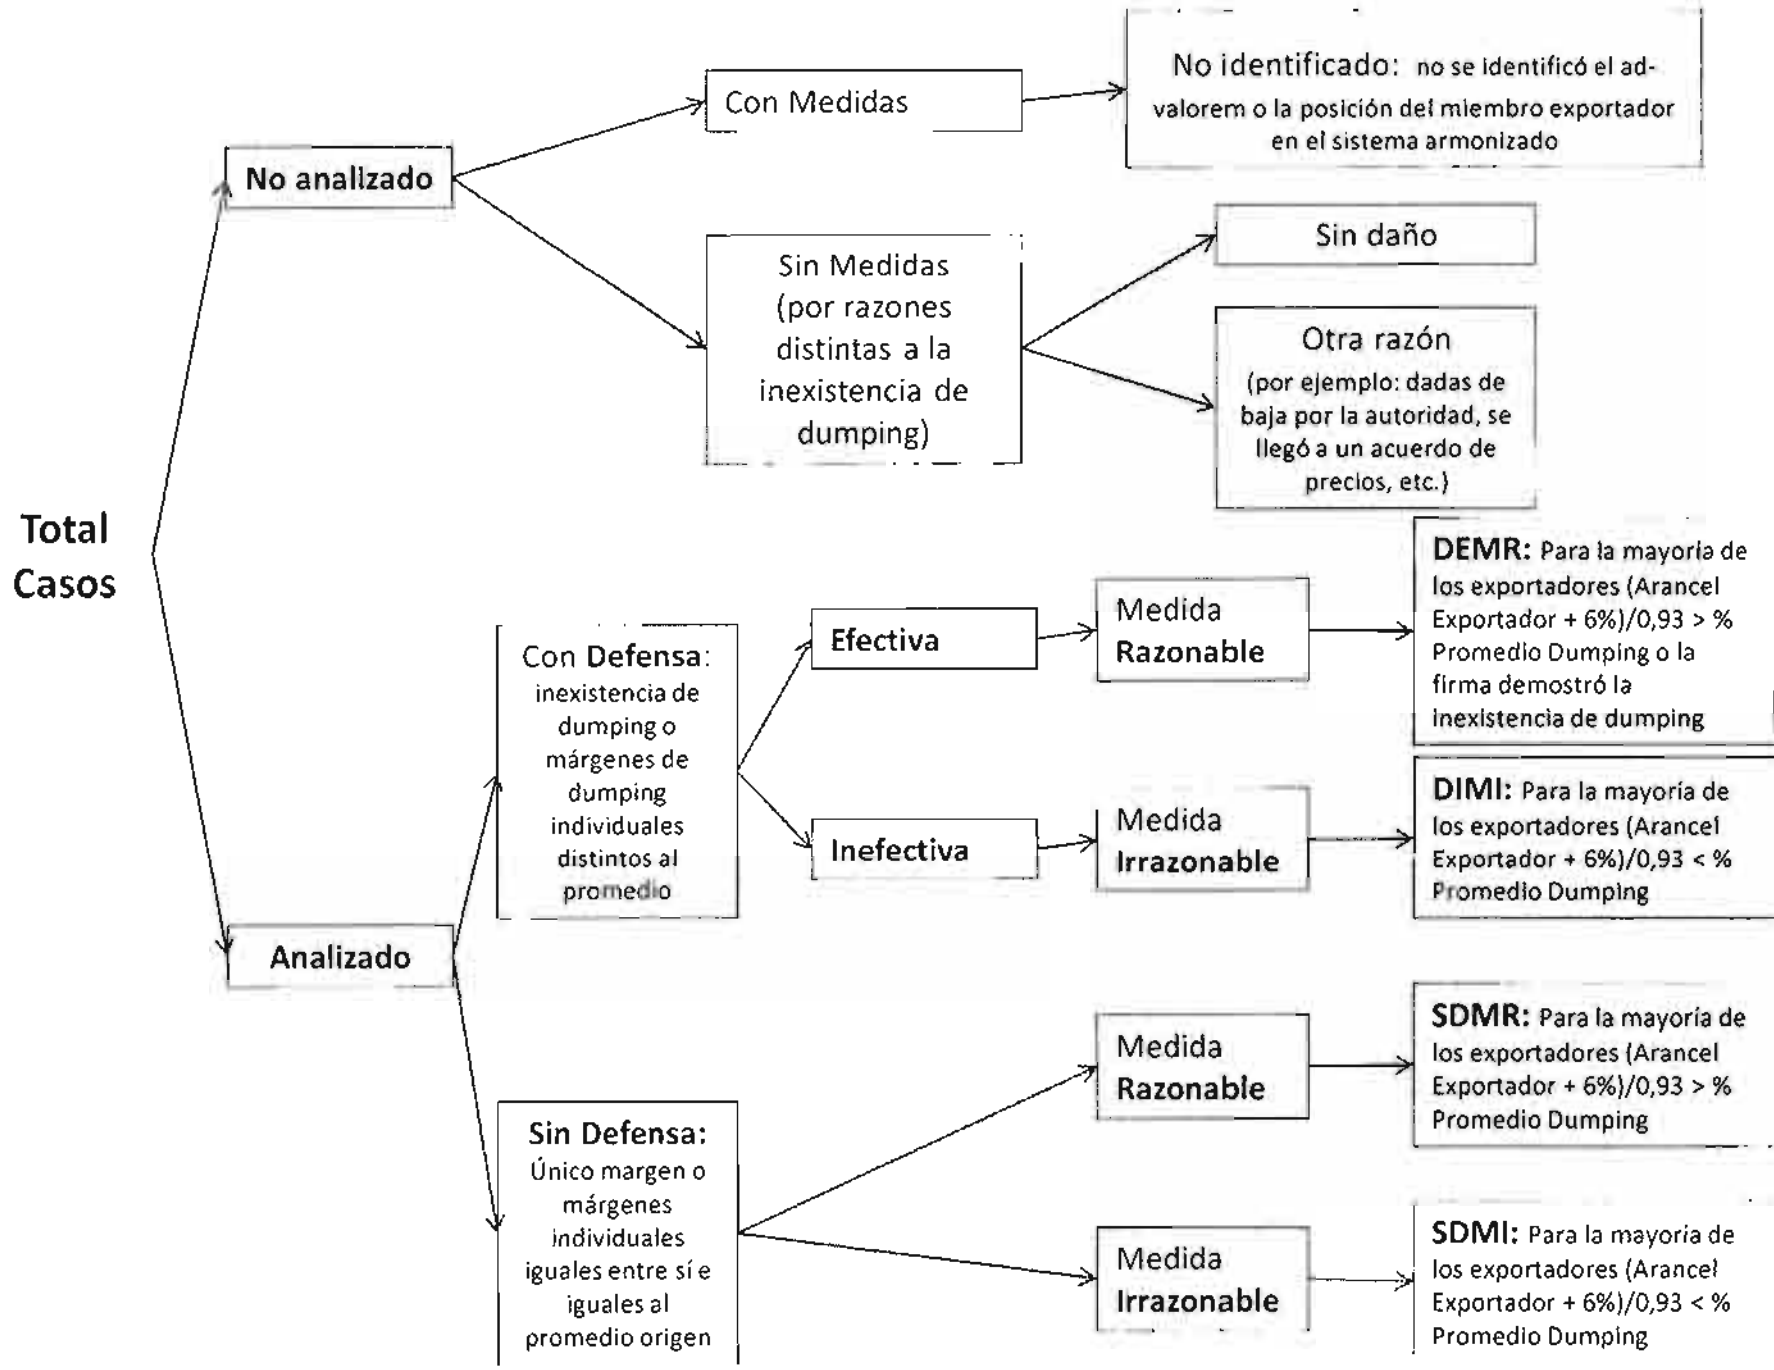 Total
Casos
No analizado
Con Medidas
No identificado: no se identificó el ad-
valorem o la posición del miembro exportador
en el sistema armonizado
Sin Medidas
(por razones
distintas a la
inexistencia de
dumping)
Sin daño
Otra razón
(por ejemplo: dadas de
baja por la autoridad, se
llegó a un acuerdo de
precios, etc.)
Analizado
Con Defensa:
inexistencia de
dumping o
márgenes de
dumping
individuales
distintos al
promedio
Efectiva
Medida
Razonable
DEMR: Para la mayoría de
los exportadores (Arancel
Exportador + 6%)/0,93 > %
Promedio Dumping o la
firma demostró la
inexistencia de dumping
Inefectiva
Medida
Irrazonable
DIMI: Para la mayoría de
los exportadores (Arancel
Exportador + 6%)/0,93 < %
Promedio Dumping
Sin Defensa:
Único margen o
márgenes
individuales
iguales entre sí e
iguales al
promedio origen
Medida
Razonable
SDMR: Para la mayoría de
los exportadores (Arancel
Exportador + 6%)/0,93 > %
Promedio Dumping
Medida
Irrazonable
SDMI: Para la mayoría de
los exportadores (Arancel
Exportador + 6%)/0,93 < %
Promedio Dumping